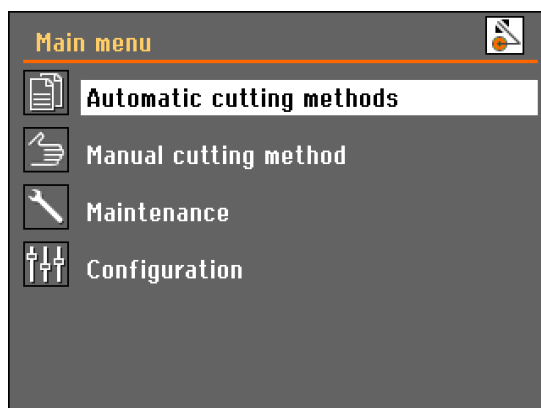 Main menu
Automatic cutting methods
Manual cutting method
Maintenance
Configuration